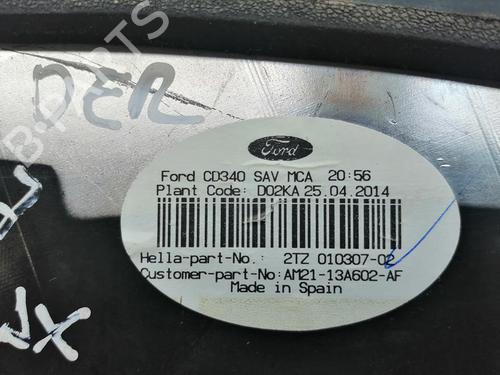 DER
Ford
Ford CD340 SAV MCA 20:56
Plant Code: D02KA 25.04.2014
Hella-part-No.: 2TZ 010307-02
Customer-part-No:AM21-13A602-AF
Made in Spain